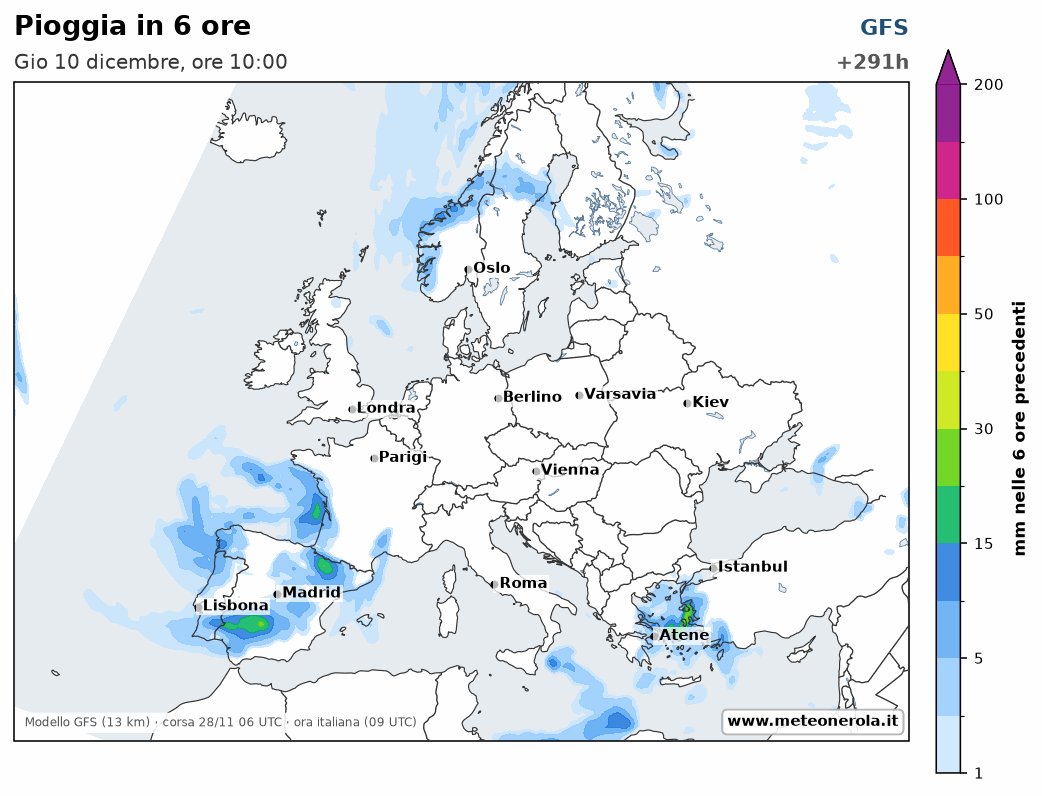 Pioggia in 6 ore
GFS
Gio 10 dicembre, ore 10:00
+291h
200
100
50
30
15
5
1
mm nelle 6 ore precedenti
Oslo
Berlino
Varsavia
Kiev
Londra
Parigi
Vienna
Istanbul
Roma
Madrid
Lisbona
Atene
Modello GFS (13 km) · corsa 28/11 06 UTC · ora italiana (09 UTC)
www.meteonerola.it